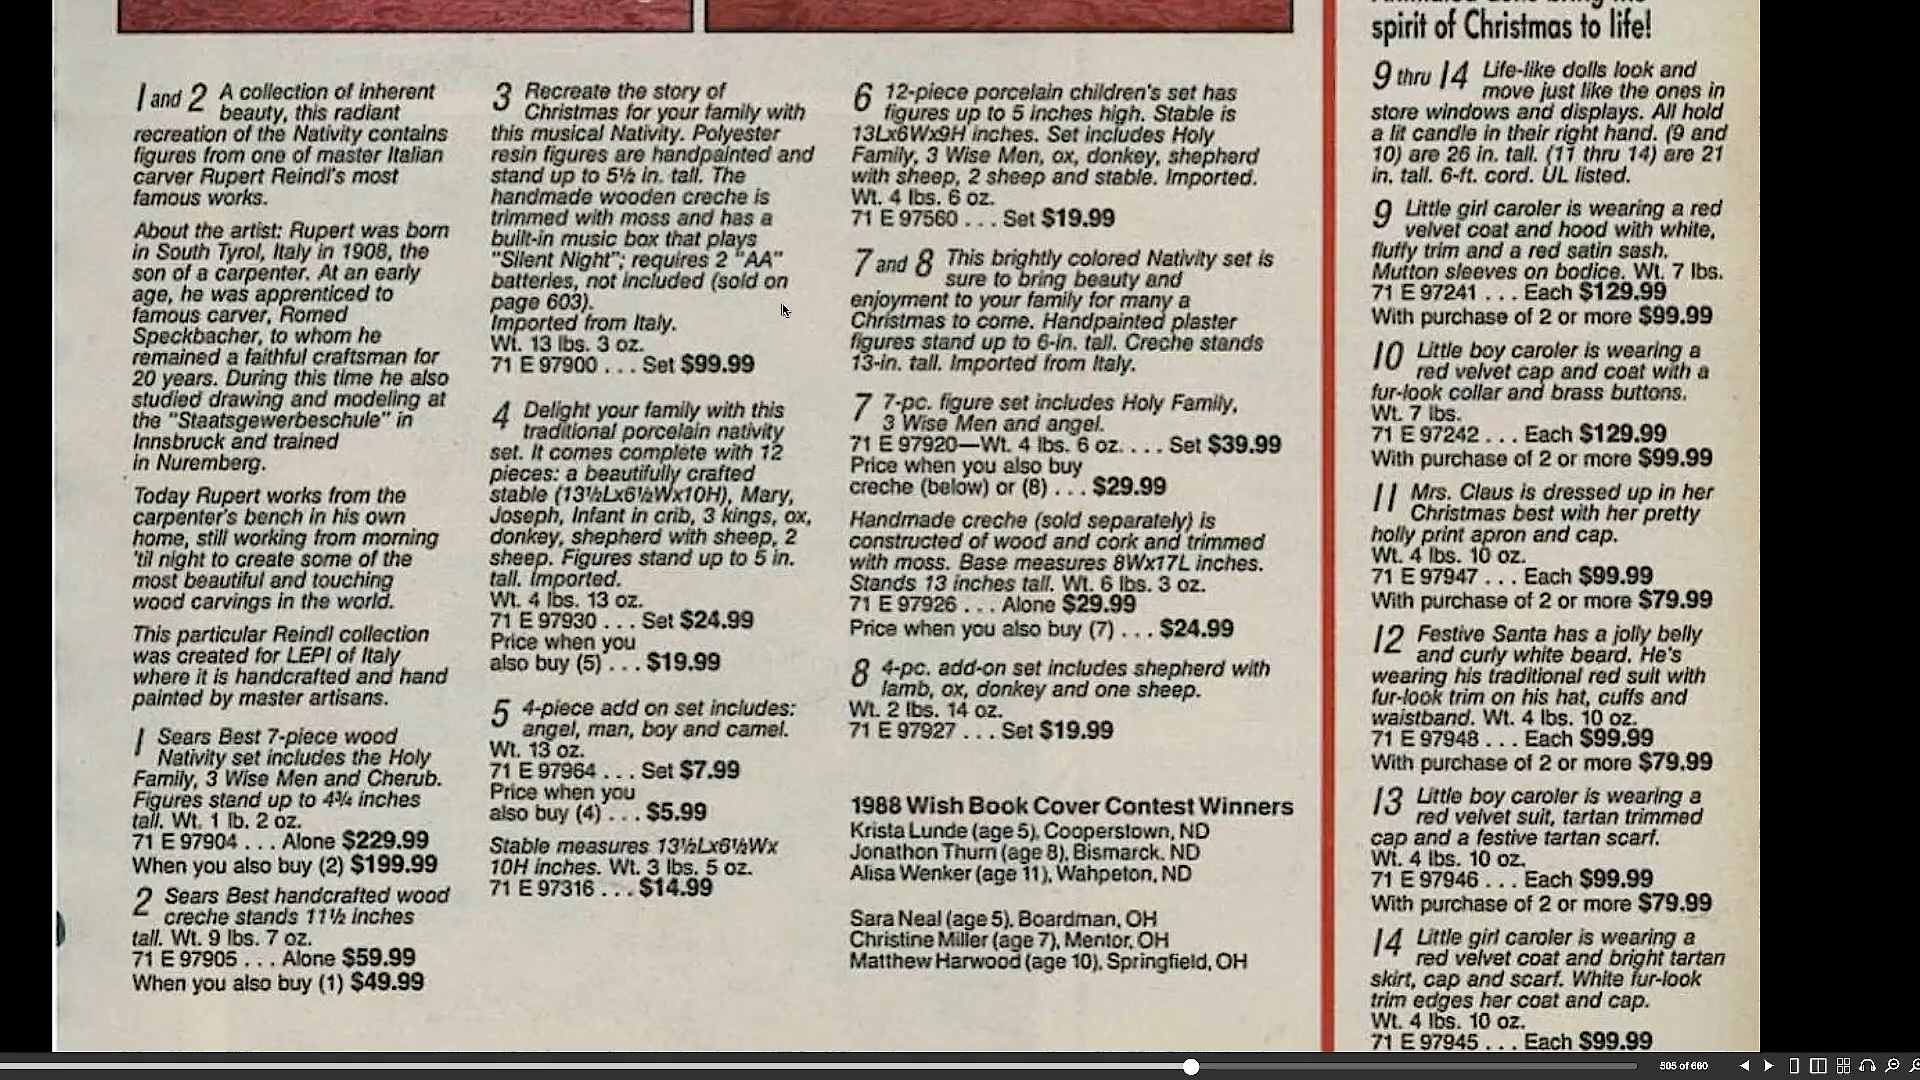 1 and 2 A collection of inherent
beauty, this radiant
recreation of the Nativity contains
figures from one of master Italian
carver Rupert Reindl's most
famous works.
About the artist: Rupert was born
in South Tyrol, Italy in 1908, the
son of a carpenter. At an early
age, he was apprenticed to
famous carver, Romed
Speckbacher, to whom he
remained a faithful craftsman for
20 years. During this time he also
studied drawing and modeling at
the "Staatsgewerbeschule" in
Innsbruck and trained
in Nuremberg.
Today Rupert works from the
carpenter's bench in his own
home, still working from morning
'til night to create some of the
most beautiful and touching
wood carvings in the world.
This particular Reindl collection
was created for LEPI of Italy
where it is handcrafted and hand
painted by master artisans.
1 Sears Best 7-piece wood
Nativity set includes the Holy
Family, 3 Wise Men and Cherub.
Figures stand up to 4¾ inches
tall. Wt. 1 lb. 2 oz.
71 E 97904 . . . Alone $229.99
When you also buy (2) $199.99
2 Sears Best handcrafted wood
creche stands 11½ inches
tall. Wt. 9 lbs. 7 oz.
71 E 97905 . . . Alone $59.99
When you also buy (1) $49.99
3 Recreate the story of
Christmas for your family with
this musical Nativity. Polyester
resin figures are handpainted and
stand up to 5½ in. tall. The
handmade wooden creche is
trimmed with moss and has a
built-in music box that plays
"Silent Night"; requires 2 "AA"
batteries, not included (sold on
page 603).
Imported from Italy.
Wt. 13 lbs. 3 oz.
71 E 97900 . . . Set $99.99
4 Delight your family with this
traditional porcelain nativity
set. It comes complete with 12
pieces: a beautifully crafted
stable (13½Lx6½Wx10H), Mary,
Joseph, Infant in crib, 3 kings, ox,
donkey, shepherd with sheep, 2
sheep. Figures stand up to 5 in.
tall. Imported.
Wt. 4 lbs. 13 oz.
71 E 97930 . . . Set $24.99
Price when you
also buy (5) . . . $19.99
5 4-piece add on set includes:
angel, man, boy and camel.
Wt. 13 oz.
71 E 97964 . . . Set $7.99
Price when you
also buy (4) . . . $5.99
Stable measures 13½Lx6½Wx
10H inches. Wt. 3 lbs. 5 oz.
71 E 97316 . . . $14.99
6 12-piece porcelain children's set has
figures up to 5 inches high. Stable is
13Lx6Wx9H inches. Set includes Holy
Family, 3 Wise Men, ox, donkey, shepherd
with sheep, 2 sheep and stable. Imported.
Wt. 4 lbs. 6 oz.
71 E 97560 . . . Set $19.99
7 and 8 This brightly colored Nativity set is
sure to bring beauty and
enjoyment to your family for many a
Christmas to come. Handpainted plaster
figures stand up to 6-in. tall. Creche stands
13-in. tall. Imported from Italy.
7 7-pc. figure set includes Holy Family,
3 Wise Men and angel.
71 E 97920—Wt. 4 lbs. 6 oz. . . . Set $39.99
Price when you also buy
creche (below) or (8) . . . $29.99
Handmade creche (sold separately) is
constructed of wood and cork and trimmed
with moss. Base measures 8Wx17L inches.
Stands 13 inches tall. Wt. 6 lbs. 3 oz.
71 E 97926 . . . Alone $29.99
Price when you also buy (7) . . . $24.99
8 4-pc. add-on set includes shepherd with
lamb, ox, donkey and one sheep.
Wt. 2 lbs. 14 oz.
71 E 97927 . . . Set $19.99
1988 Wish Book Cover Contest Winners
Krista Lunde (age 5), Cooperstown, ND
Jonathon Thurn (age 8), Bismarck, ND
Alisa Wenker (age 11), Wahpeton, ND
Sara Neal (age 5), Boardman, OH
Christine Miller (age 7), Mentor, OH
Matthew Harwood (age 10), Springfield, OH
spirit of Christmas to life!
9 thru 14 Life-like dolls look and
move just like the ones in
store windows and displays. All hold
a lit candle in their right hand. (9 and
10) are 26 in. tall. (11 thru 14) are 21
in. tall. 6-ft. cord. UL listed.
9 Little girl caroler is wearing a red
velvet coat and hood with white,
fluffy trim and a red satin sash.
Mutton sleeves on bodice. Wt. 7 lbs.
71 E 97241 . . . Each $129.99
With purchase of 2 or more $99.99
10 Little boy caroler is wearing a
red velvet cap and coat with a
fur-look collar and brass buttons.
Wt. 7 lbs.
71 E 97242 . . . Each $129.99
With purchase of 2 or more $99.99
11 Mrs. Claus is dressed up in her
Christmas best with her pretty
holly print apron and cap.
Wt. 4 lbs. 10 oz.
71 E 97947 . . . Each $99.99
With purchase of 2 or more $79.99
12 Festive Santa has a jolly belly
and curly white beard. He's
wearing his traditional red suit with
fur-look trim on his hat, cuffs and
waistband. Wt. 4 lbs. 10 oz.
71 E 97948 . . . Each $99.99
With purchase of 2 or more $79.99
13 Little boy caroler is wearing a
red velvet suit, tartan trimmed
cap and a festive tartan scarf.
Wt. 4 lbs. 10 oz.
71 E 97946 . . . Each $99.99
With purchase of 2 or more $79.99
14 Little girl caroler is wearing a
red velvet coat and bright tartan
skirt, cap and scarf. White fur-look
trim edges her coat and cap.
Wt. 4 lbs. 10 oz.
71 E 97945 . . . Each $99.99
505 of 660